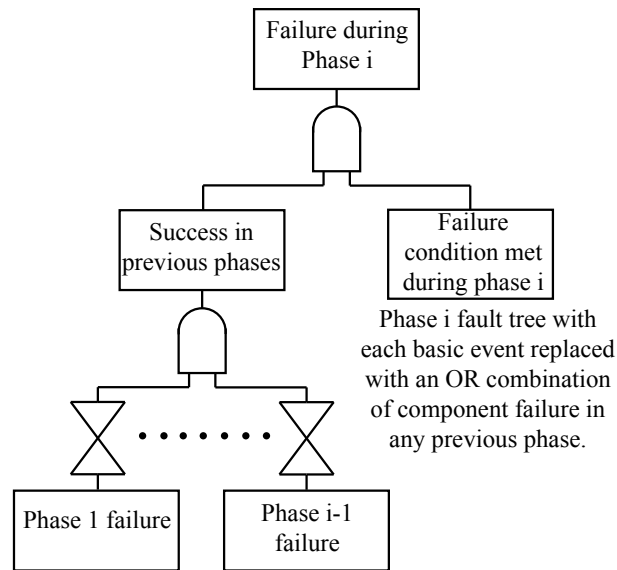 Failure during
Phase i
Success in
previous phases
Failure
condition met
during phase i
Phase i fault tree with
each basic event replaced
with an OR combination
of component failure in
any previous phase.
Phase 1 failure
Phase i-1
failure